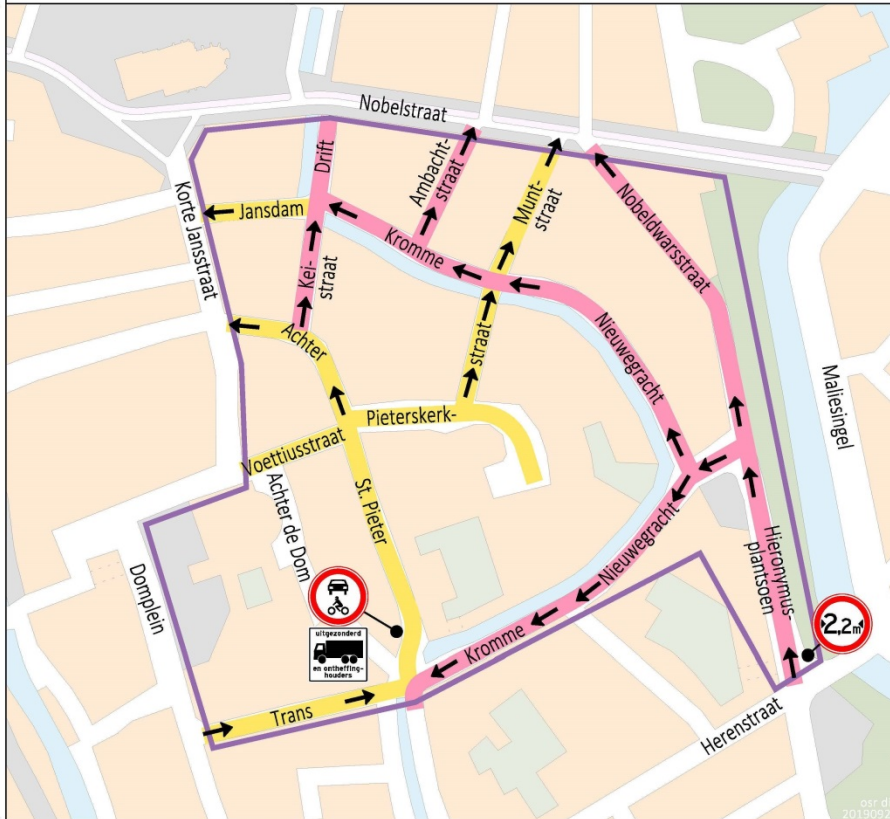 Nobelstraat
Drift
Ambacht-
straat
Munt-
straat
Korte Jansstraat
Jansdam
Kromme
Nobeldwarsstraat
Kei-
straat
Achter
straat
Nieuwegracht
Maliesingel
Pieterskerk-
Voettiusstraat
Achter de Dom
St. Pieter
Domplein
Nieuwegracht
Hieronymus-
plantsoen
uitgezonderd
en ontheffing-
houders
2,2m
Kromme
Trans
Herenstraat